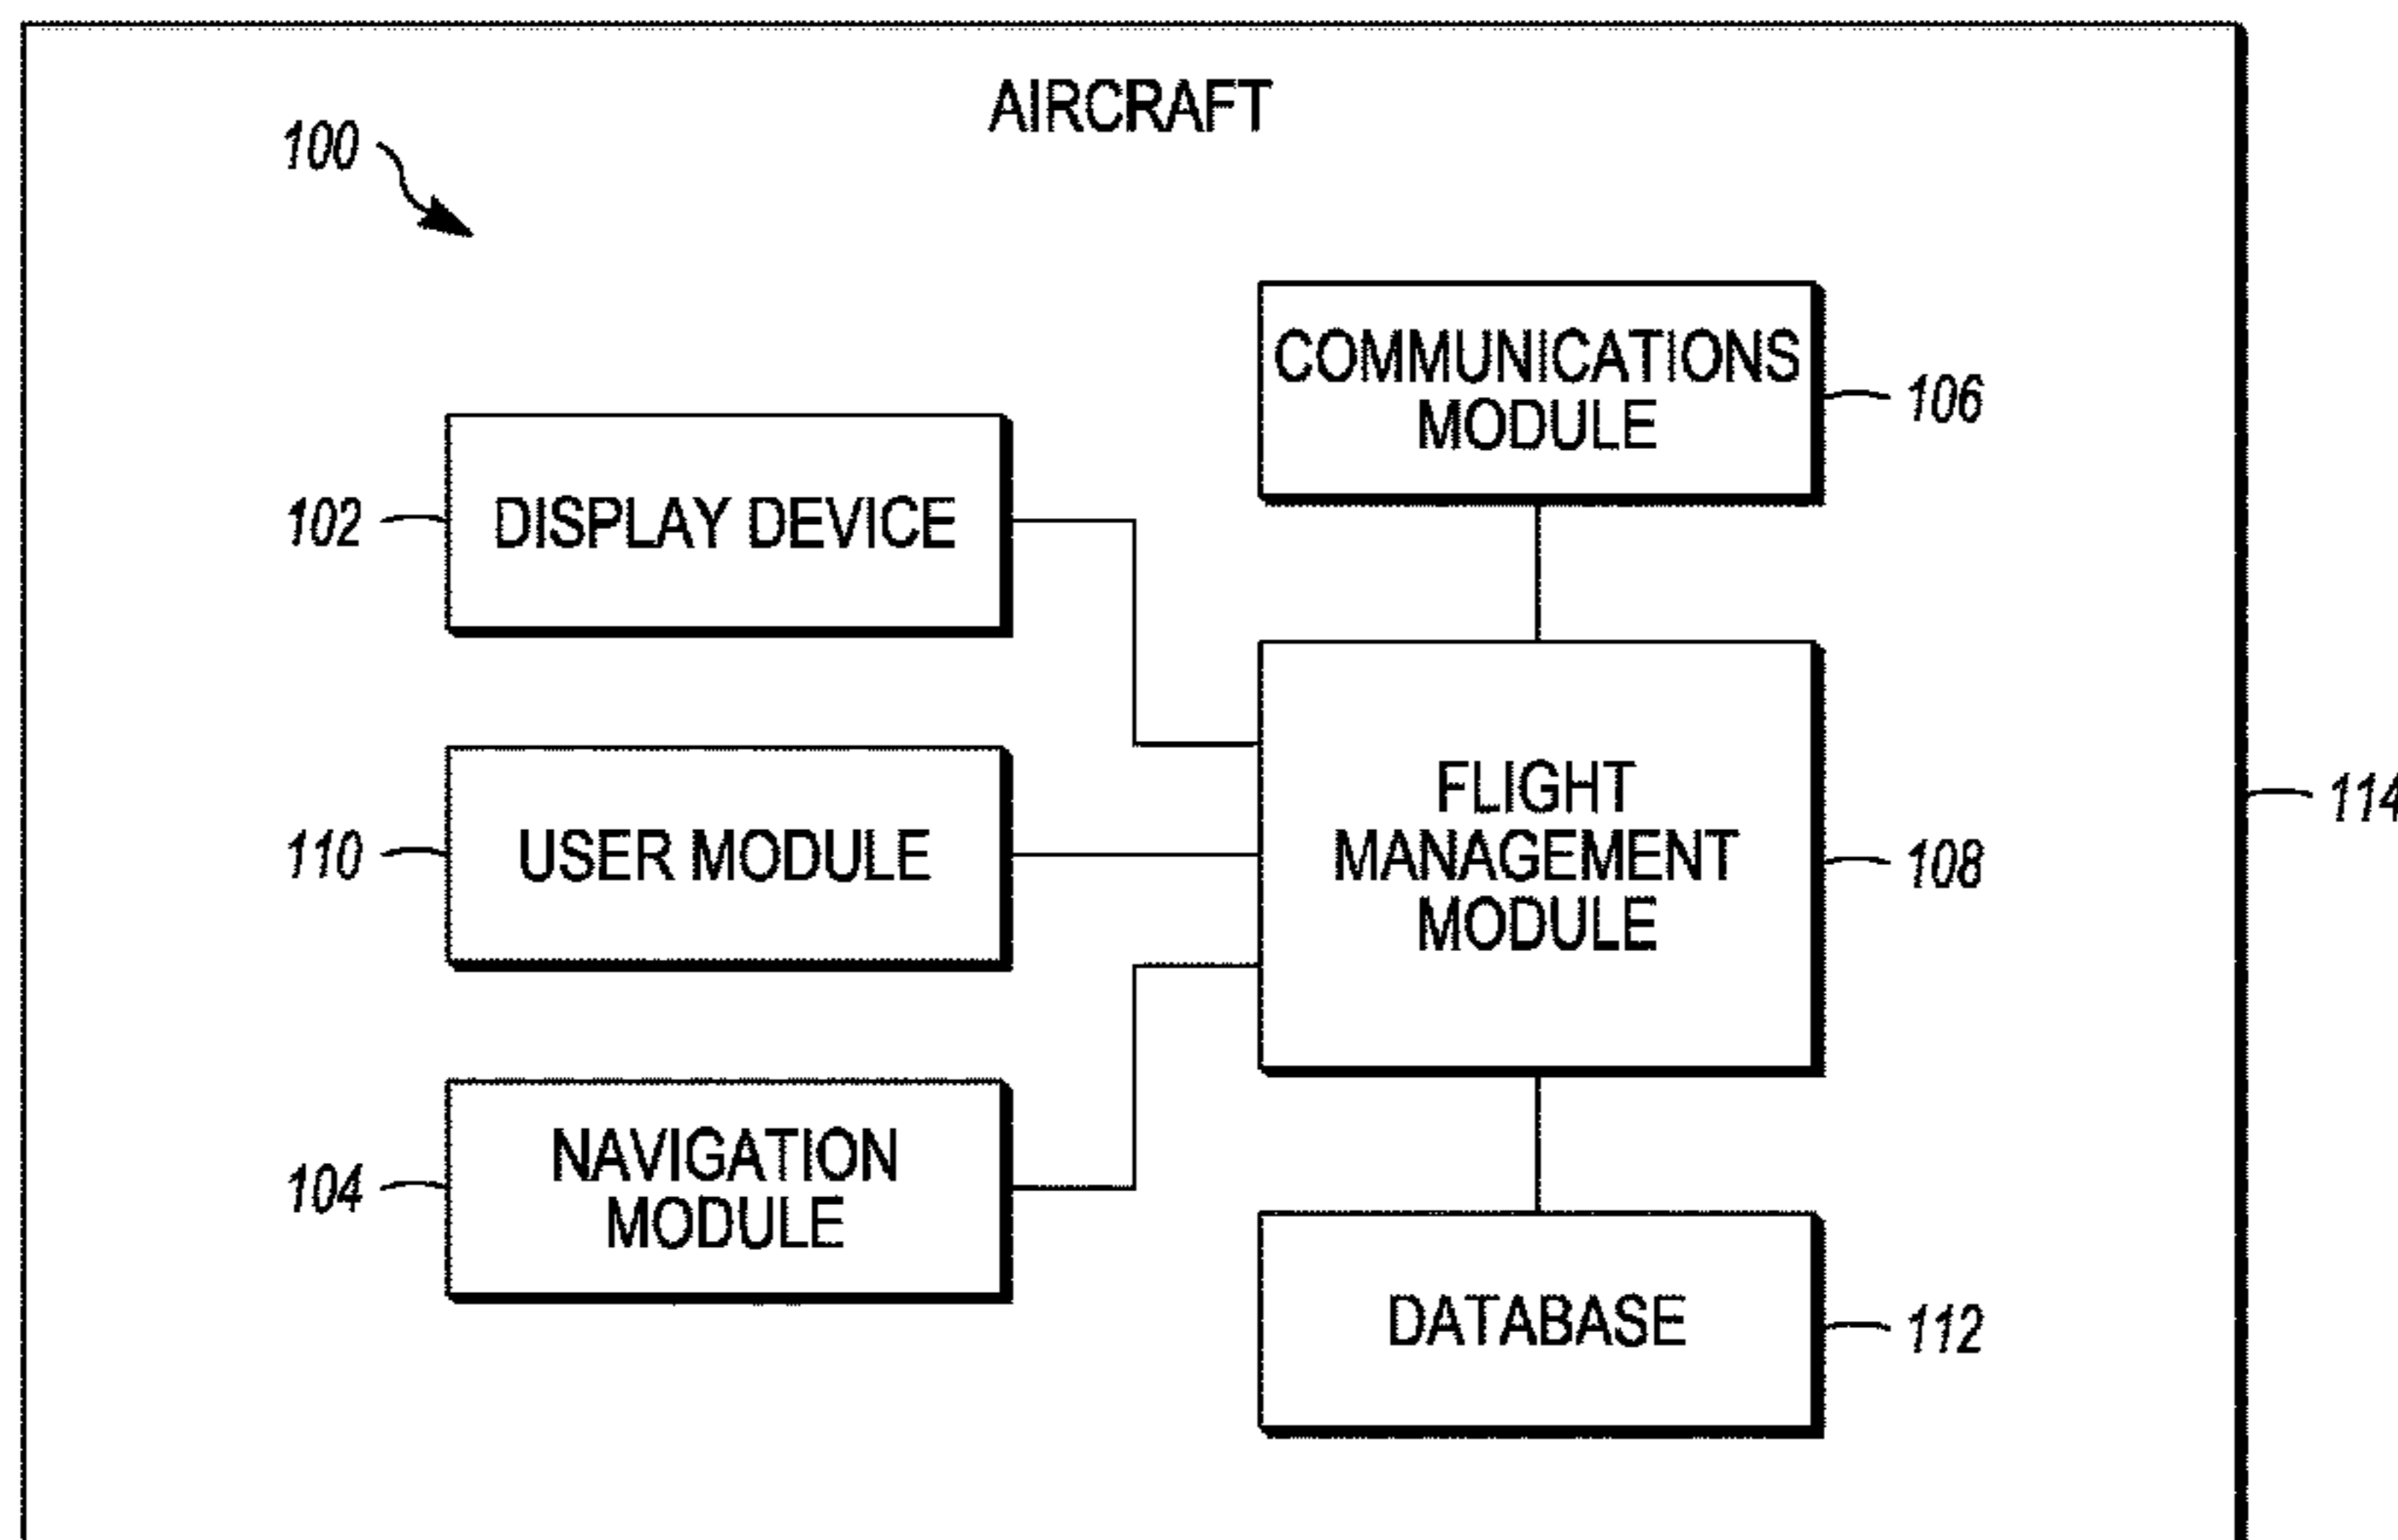 AIRCRAFT
100
COMMUNICATIONS
MODULE
106
102
DISPLAY DEVICE
FLIGHT
MANAGEMENT
MODULE
108
114
110
USER MODULE
104
NAVIGATION
MODULE
DATABASE
112